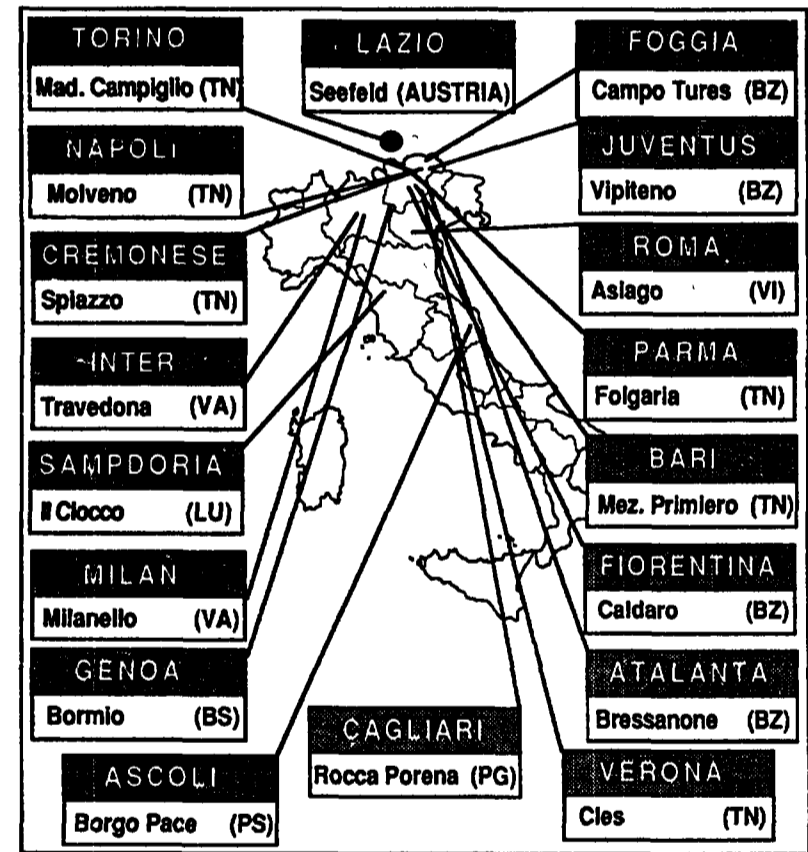 TORINO
Mad. Campiglio (TN)
LAZIO
Seefeld (AUSTRIA)
FOGGIA
Campo Tures (BZ)
NAPOLI
Molveno (TN)
JUVENTUS
Vipiteno (BZ)
CREMONESE
Spiazzo (TN)
ROMA
Asiago (VI)
INTER
Travedona (VA)
PARMA
Folgaria (TN)
SAMPDORIA
Il Ciocco (LU)
BARI
Mez. Primiero (TN)
MILAN
Milanello (VA)
FIORENTINA
Caldaro (BZ)
GENOA
Bormio (BS)
ATALANTA
Bressanone (BZ)
CAGLIARI
Rocca Porena (PG)
ASCOLI
Borgo Pace (PS)
VERONA
Cles (TN)